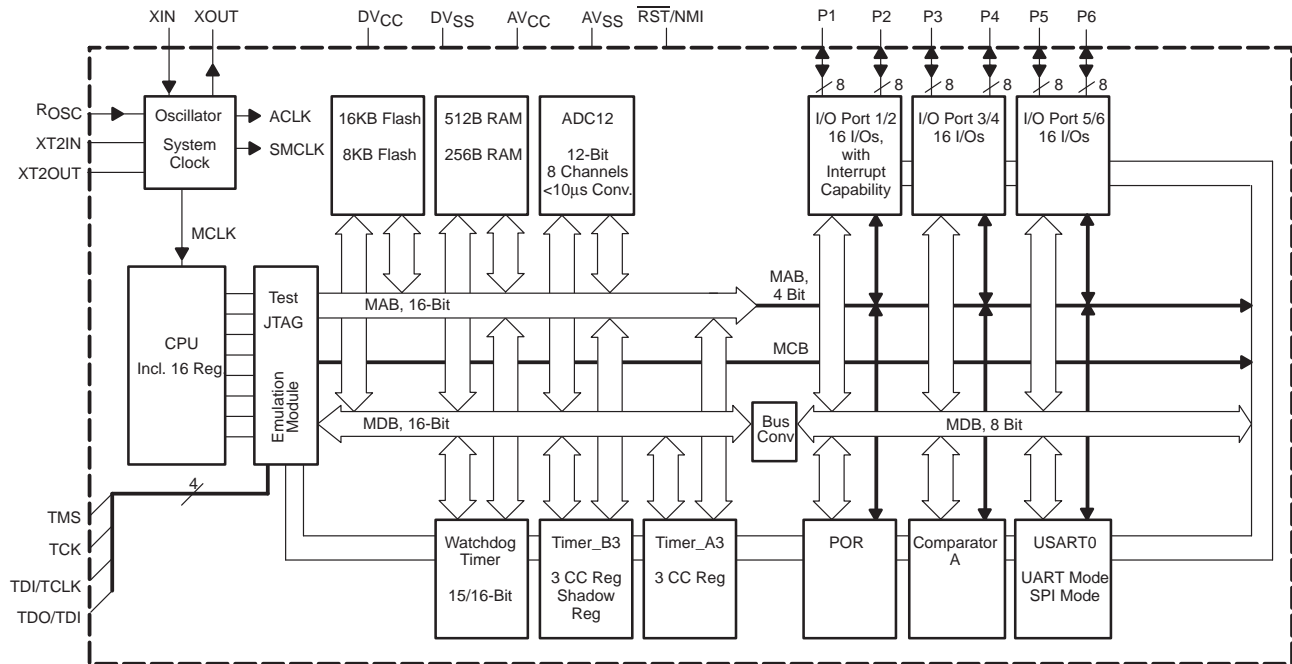 XIN XOUT DVCC DVSS AVCC AVSS RST/NMI P1 P2 P3 P4 P5 P6
8 8 8 8 8 8
ROSC
XT2IN
XT2OUT
Oscillator
System
Clock
ACLK
SMCLK
16KB Flash
8KB Flash
512B RAM
256B RAM
ADC12
12-Bit
8 Channels
<10μs Conv.
I/O Port 1/2
16 I/Os,
with
Interrupt
Capability
I/O Port 3/4
16 I/Os
I/O Port 5/6
16 I/Os
MCLK
CPU
Incl. 16 Reg.
Test
JTAG
Emulation
Module
MAB, 16-Bit
MAB,
4 Bit
MCB
MDB, 16-Bit
Bus
Conv
MDB, 8 Bit
4
TMS
TCK
TDI/TCLK
TDO/TDI
Watchdog
Timer
15/16-Bit
Timer_B3
3 CC Reg
Shadow
Reg
Timer_A3
3 CC Reg
POR
Comparator
A
USART0
UART Mode
SPI Mode